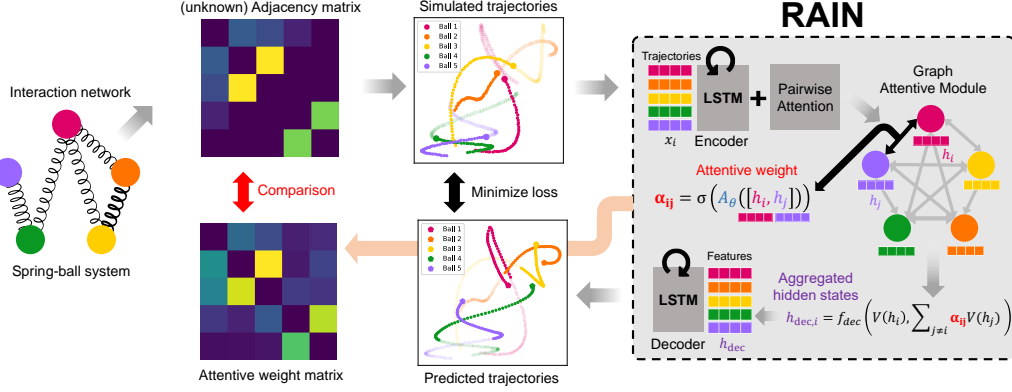 RAIN
(unknown) Adjacency matrix
Simulated trajectories
Interaction network
Ball 1
Ball 2
Ball 3
Ball 4
Ball 5
Spring-ball system
Comparison
Minimize loss
Ball 1
Ball 2
Ball 3
Ball 4
Ball 5
Attentive weight matrix
Predicted trajectories
Trajectories
x_i
LSTM
Encoder
+
Pairwise
Attention
Graph
Attentive Module
h_i
h_j
Attentive weight
α_ij = σ(A_θ([h_i, h_j]))
LSTM
Decoder
Features
h_dec
Aggregated
hidden states
h_dec,i = f_dec(V(h_i), ∑_{j≠i} α_ij V(h_j))